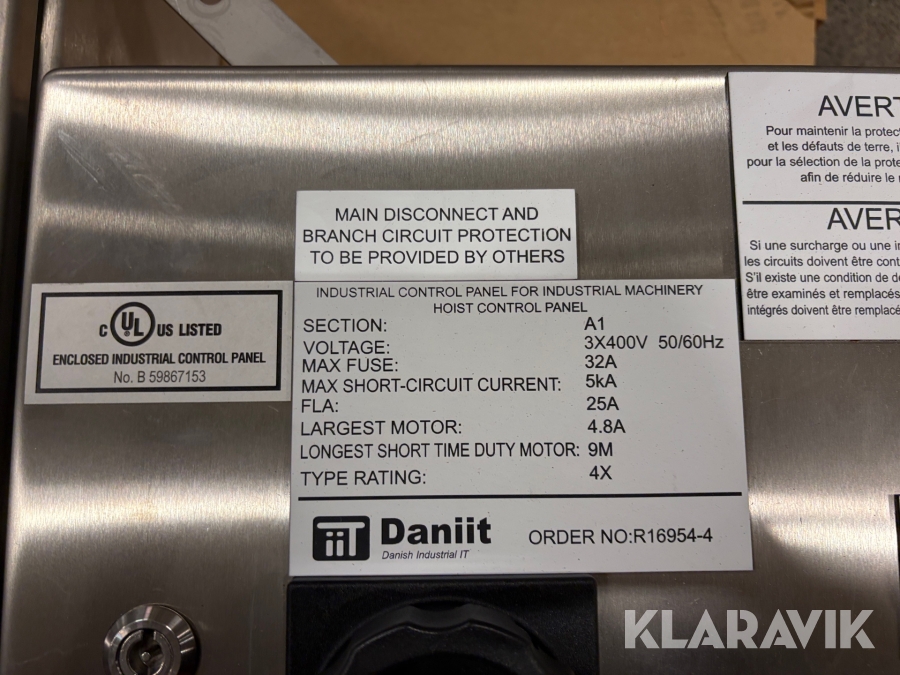 MAIN DISCONNECT AND
BRANCH CIRCUIT PROTECTION
TO BE PROVIDED BY OTHERS
C UL US LISTED
ENCLOSED INDUSTRIAL CONTROL PANEL
No. B 59867153
INDUSTRIAL CONTROL PANEL FOR INDUSTRIAL MACHINERY
HOIST CONTROL PANEL
SECTION: A1
VOLTAGE: 3X400V 50/60Hz
MAX FUSE: 32A
MAX SHORT-CIRCUIT CURRENT: 5kA
FLA: 25A
LARGEST MOTOR: 4.8A
LONGEST SHORT TIME DUTY MOTOR: 9M
TYPE RATING: 4X
iiT Daniit
Danish Industrial IT
ORDER NO:R16954-4
AVERT
Pour maintenir la protec
et les défauts de terre, i
pour la sélection de la prote
afin de réduire le
AVER
Si une surcharge ou une in
les circuits doivent être cont
S'il existe une condition de dé
être examinés et remplacés
intégrés doivent être remplacé
KLARAVIK